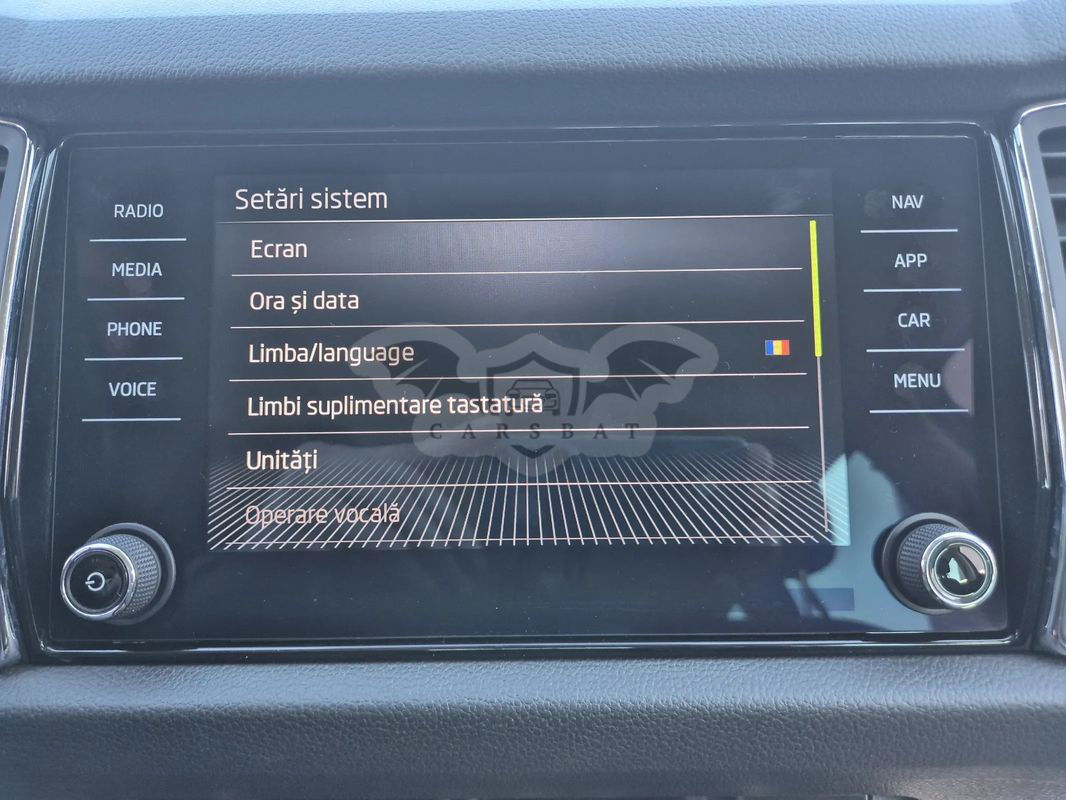 RADIO
MEDIA
PHONE
VOICE
Setări sistem
Ecran
Ora și data
Limba/language
Limbi suplimentare tastatură
Unități
Operare vocală
CARSBAT
NAV
APP
CAR
MENU